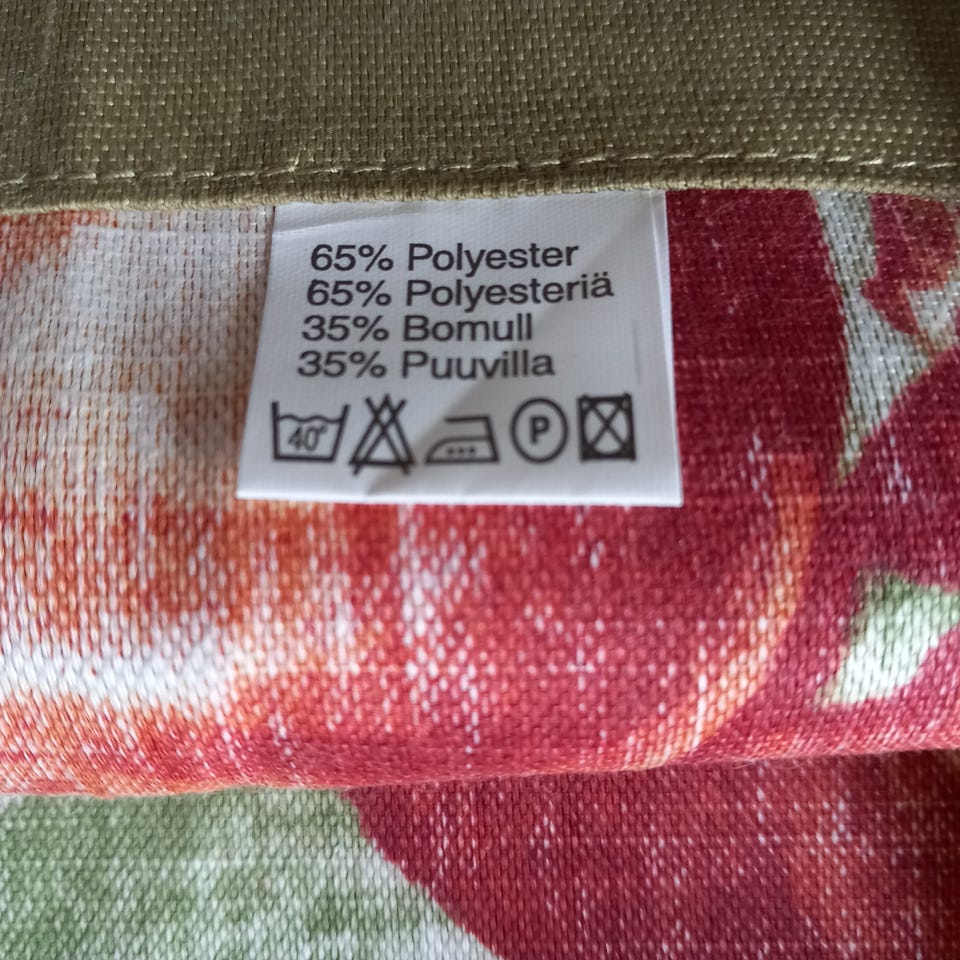 65% Polyester
65% Polyesteriä
35% Bomull
35% Puuvilla
40° P